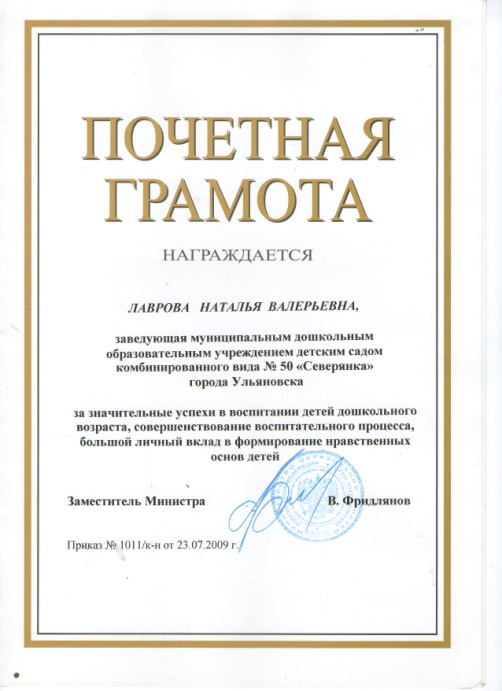 ПОЧЕТНАЯ
ГРАМОТА
НАГРАЖДАЕТСЯ
ЛАВРОВА НАТАЛЬЯ ВАЛЕРЬЕВНА,
заведующая муниципальным дошкольным
образовательным учреждением детским садом
комбинированного вида № 50 «Северянка»
города Ульяновска
за значительные успехи в воспитании детей дошкольного
возраста, совершенствование воспитательного процесса,
большой личный вклад в формирование нравственных
основ детей
Заместитель Министра В. Фридлянов
Приказ № 1011/к-н от 23.07.2009 г.